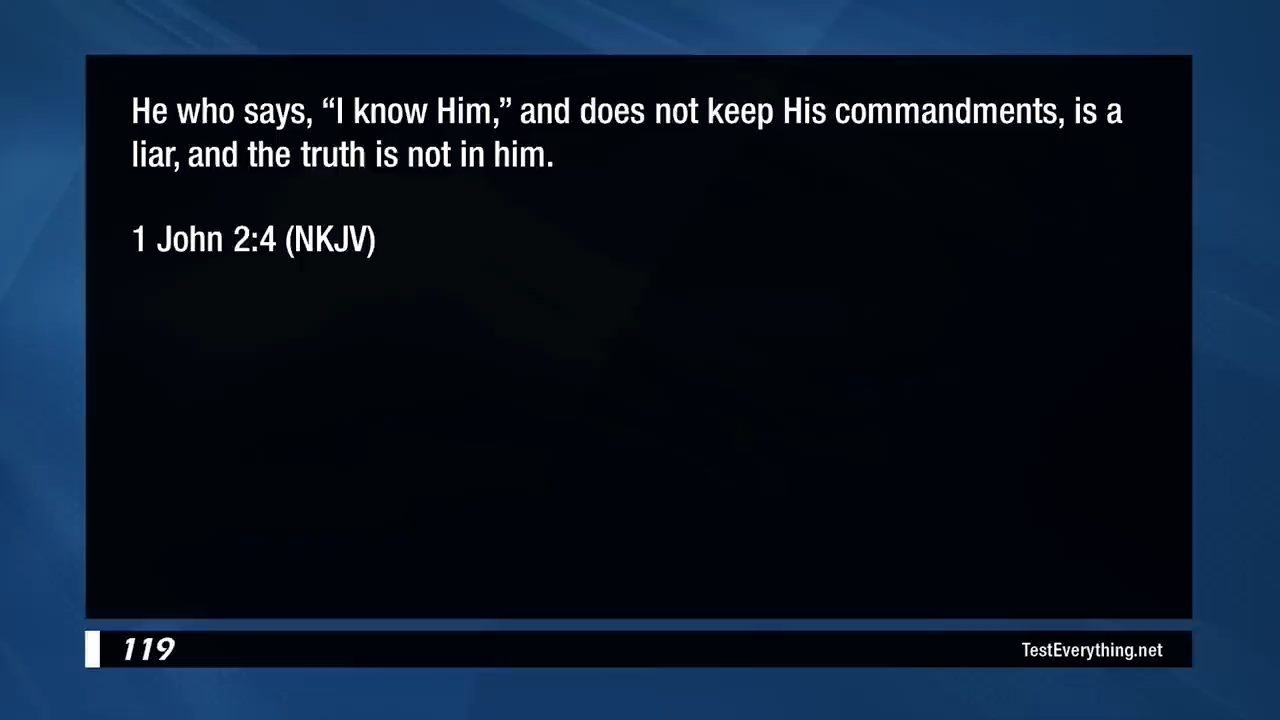 He who says, “I know Him,” and does not keep His commandments, is a
liar, and the truth is not in him.
1 John 2:4 (NKJV)
119
TestEverything.net